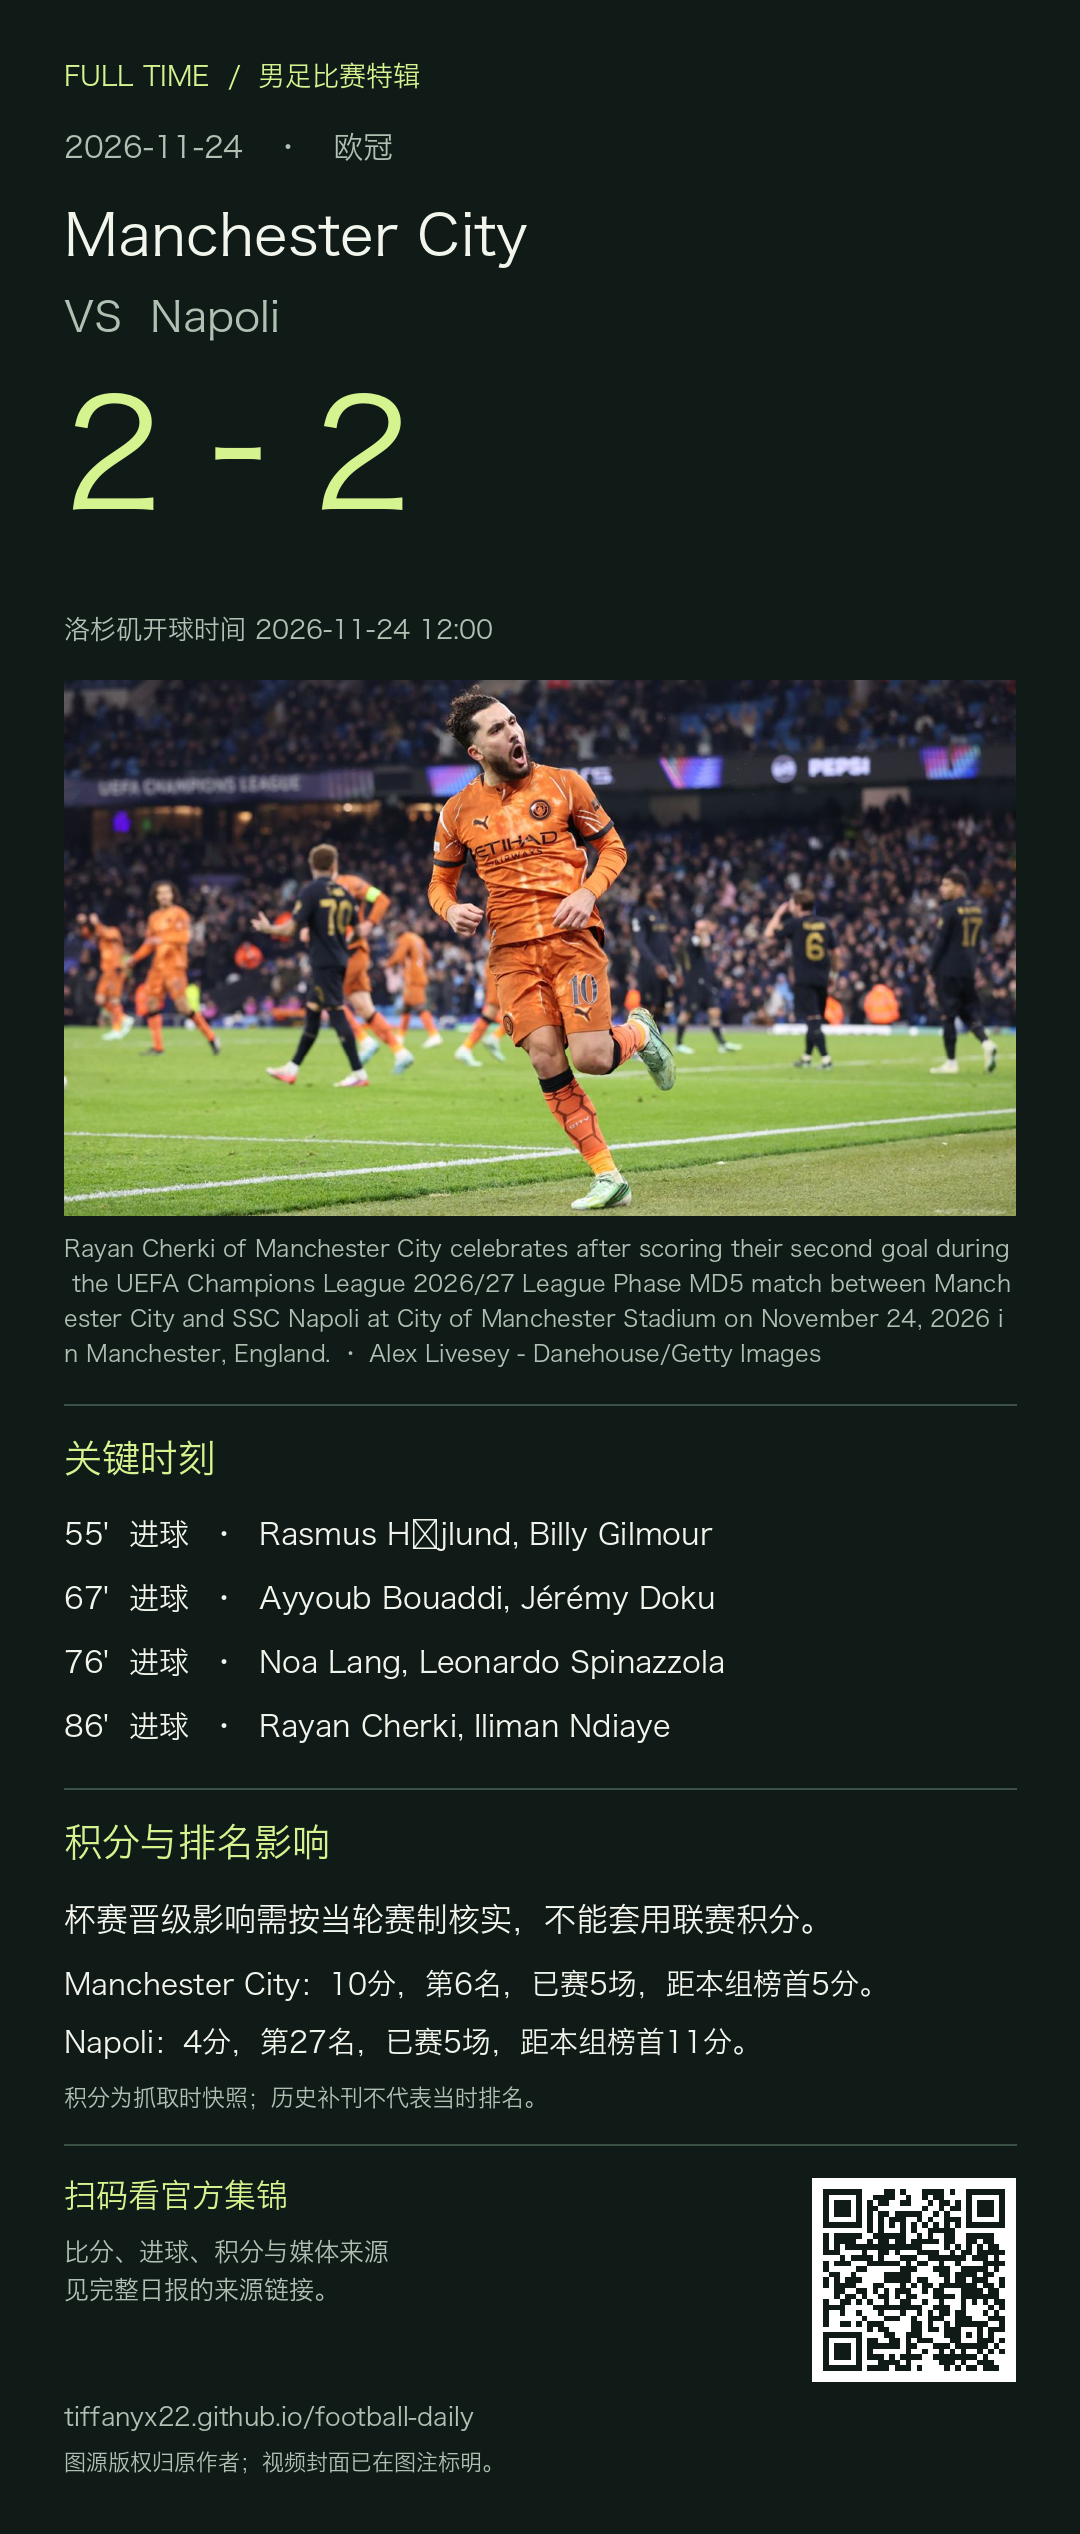 FULL TIME / 男足比赛特辑
2026-11-24 · 欧冠
Manchester City
VS Napoli
2 - 2
洛杉矶开球时间 2026-11-24 12:00
UEFA CHAMPIONS LEAGUE
PEPSI
ETIHAD
AIRWAYS
70
6
17
10
Rayan Cherki of Manchester City celebrates after scoring their second goal during
the UEFA Champions League 2026/27 League Phase MD5 match between Manch
ester City and SSC Napoli at City of Manchester Stadium on November 24, 2026 i
n Manchester, England. · Alex Livesey - Danehouse/Getty Images
关键时刻
55' 进球 · Rasmus H☒jlund, Billy Gilmour
67' 进球 · Ayyoub Bouaddi, Jérémy Doku
76' 进球 · Noa Lang, Leonardo Spinazzola
86' 进球 · Rayan Cherki, Iliman Ndiaye
积分与排名影响
杯赛晋级影响需按当轮赛制核实，不能套用联赛积分。
Manchester City：10分，第6名，已赛5场，距本组榜首5分。
Napoli：4分，第27名，已赛5场，距本组榜首11分。
积分为抓取时快照；历史补刊不代表当时排名。
扫码看官方集锦
比分、进球、积分与媒体来源
见完整日报的来源链接。
tiffanyx22.github.io/football-daily
图源版权归原作者；视频封面已在图注标明。